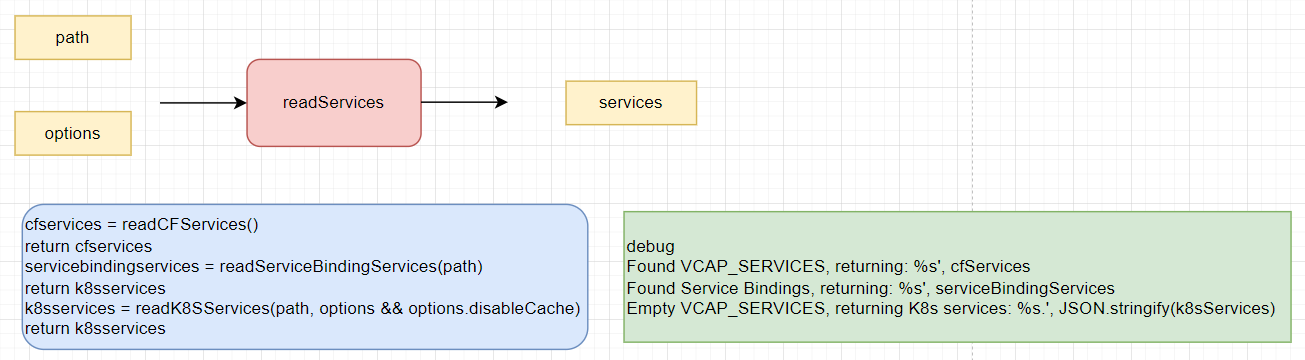 path
options
readServices
services
cfservices = readCFServices()
return cfservices
servicebindingservices = readServiceBindingServices(path)
return k8sservices
k8sservices = readK8SServices(path, options && options.disableCache)
return k8sservices
debug
Found VCAP_SERVICES, returning: %s', cfServices
Found Service Bindings, returning: %s', serviceBindingServices
Empty VCAP_SERVICES, returning K8s services: %s.', JSON.stringify(k8sServices)